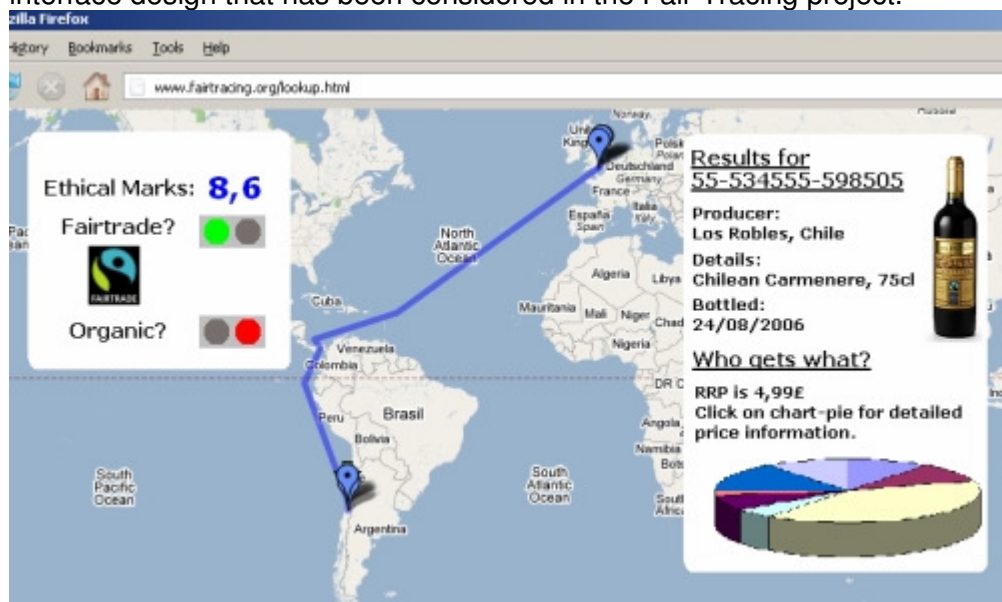 interface design that has been considered in the Fair Tracing project.
zilla Firefox
History Bookmarks Tools Help
www.fairtracing.org/lookup.html
Ethical Marks: 8,6
Fairtrade?
FAIRTRADE
Organic?
Results for
55-534555-598505
Producer:
Los Robles, Chile
Details:
Chilean Carmenere, 75cl
Bottled:
24/08/2006
Who gets what?
RRP is 4,99£
Click on chart-pie for detailed
price information.
Norway
Deutschland
Germany
France
España
Spain
Italia
Italy
North
Atlantic
Ocean
Algeria
Libya
Cuba
Mauritania
Mali
Niger
Chad
Nigeria
Venezuela
Colombia
DR C
Peru
Brasil
Angola
Bolivia
Namibia
South
Pacific
Ocean
South
Atlantic
Ocean
Argentina